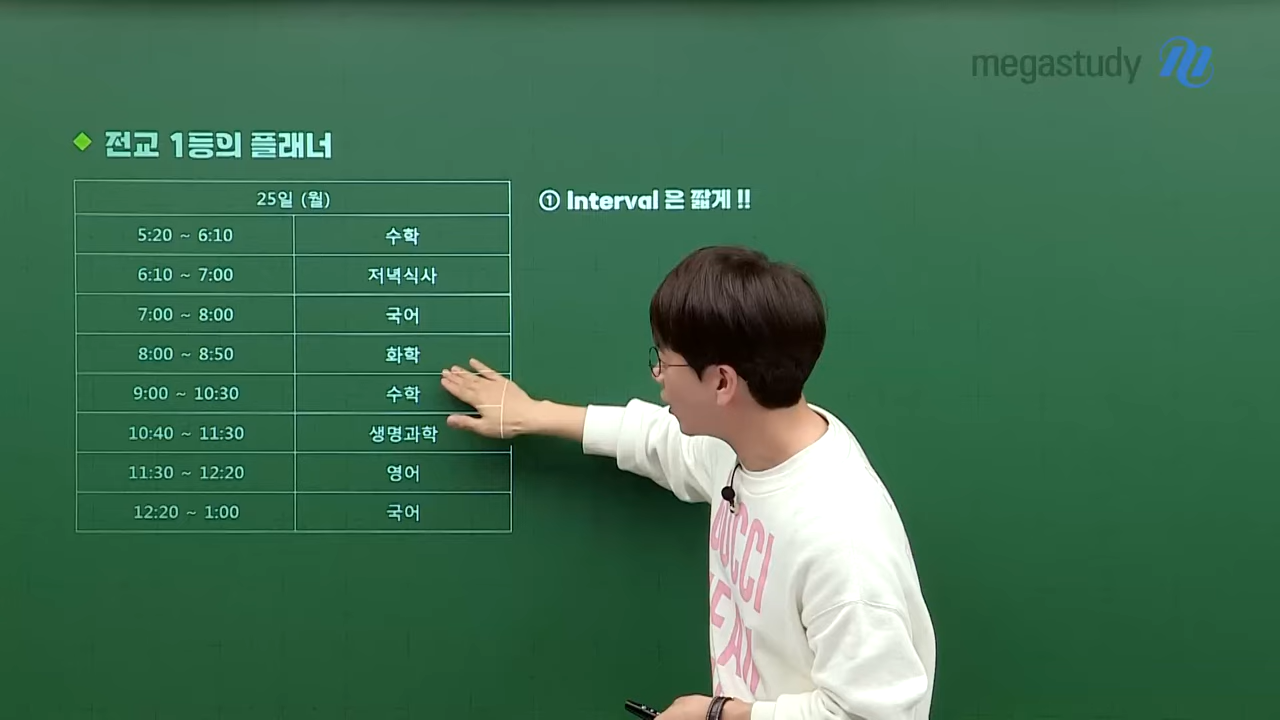 megastudy
전교 1등의 플래너
25일 (월)
5:20 ~ 6:10 수학
6:10 ~ 7:00 저녁식사
7:00 ~ 8:00 국어
8:00 ~ 8:50 화학
9:00 ~ 10:30 수학
10:40 ~ 11:30 생명과학
11:30 ~ 12:20 영어
12:20 ~ 1:00 국어
① Interval 은 짧게 !!